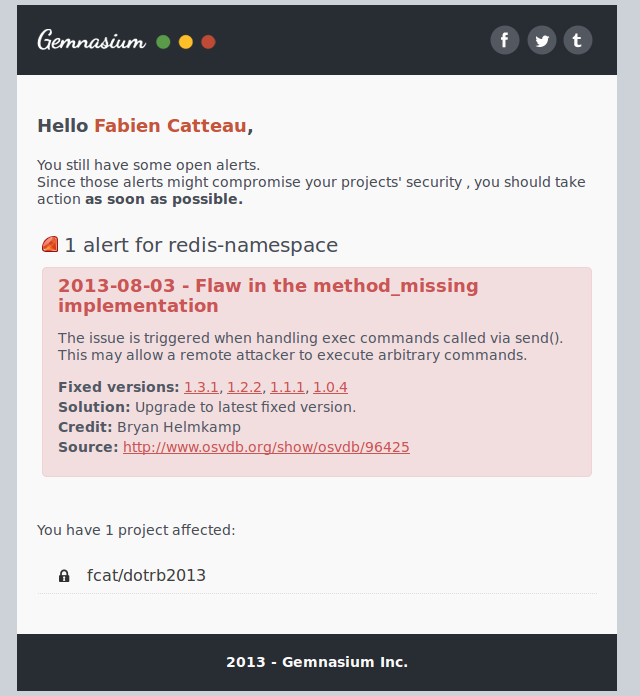 Gemnasium
Hello Fabien Catteau,
You still have some open alerts.
Since those alerts might compromise your projects' security , you should take
action as soon as possible.
1 alert for redis-namespace
2013-08-03 - Flaw in the method_missing
implementation
The issue is triggered when handling exec commands called via send().
This may allow a remote attacker to execute arbitrary commands.
Fixed versions: 1.3.1, 1.2.2, 1.1.1, 1.0.4
Solution: Upgrade to latest fixed version.
Credit: Bryan Helmkamp
Source: http://www.osvdb.org/show/osvdb/96425
You have 1 project affected:
fcat/dotrb2013
2013 - Gemnasium Inc.